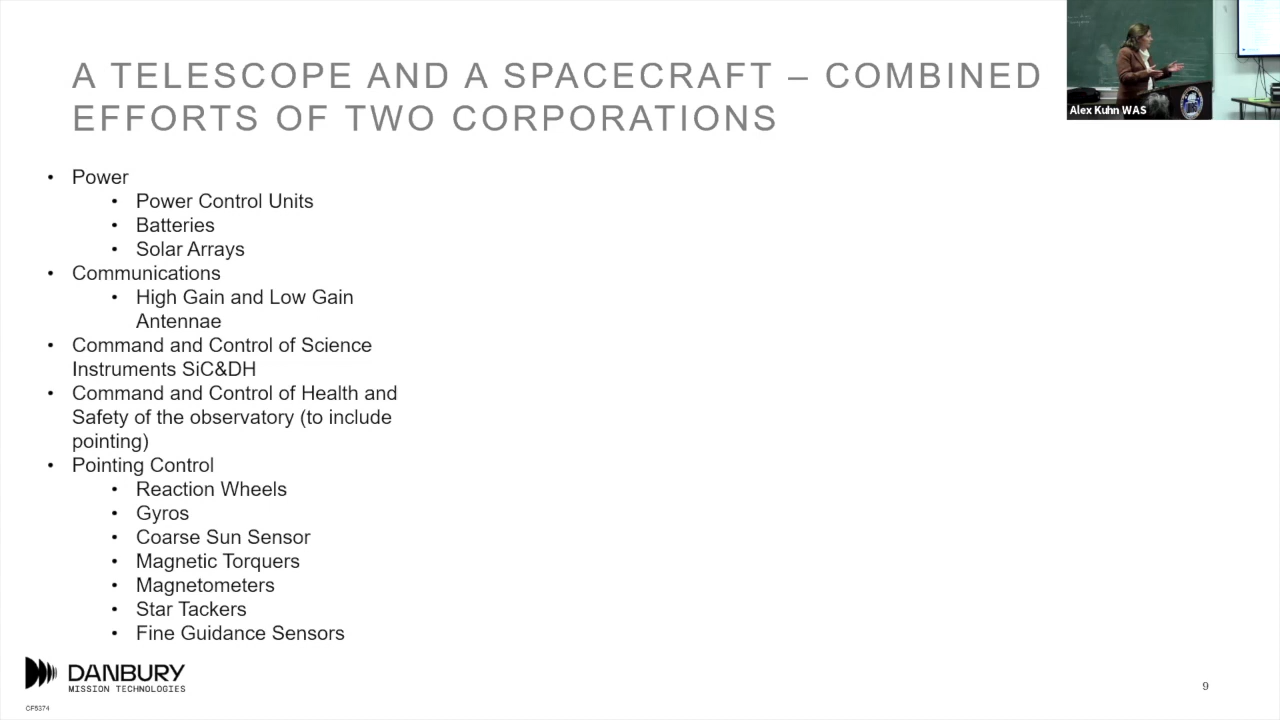 A TELESCOPE AND A SPACECRAFT – COMBINED
EFFORTS OF TWO CORPORATIONS
Alex Kuhn WAS
• Power
• Power Control Units
• Batteries
• Solar Arrays
• Communications
• High Gain and Low Gain
Antennae
• Command and Control of Science
Instruments SiC&DH
• Command and Control of Health and
Safety of the observatory (to include
pointing)
• Pointing Control
• Reaction Wheels
• Gyros
• Coarse Sun Sensor
• Magnetic Torquers
• Magnetometers
• Star Tackers
• Fine Guidance Sensors
DANBURY
MISSION TECHNOLOGIES
CF5374
9